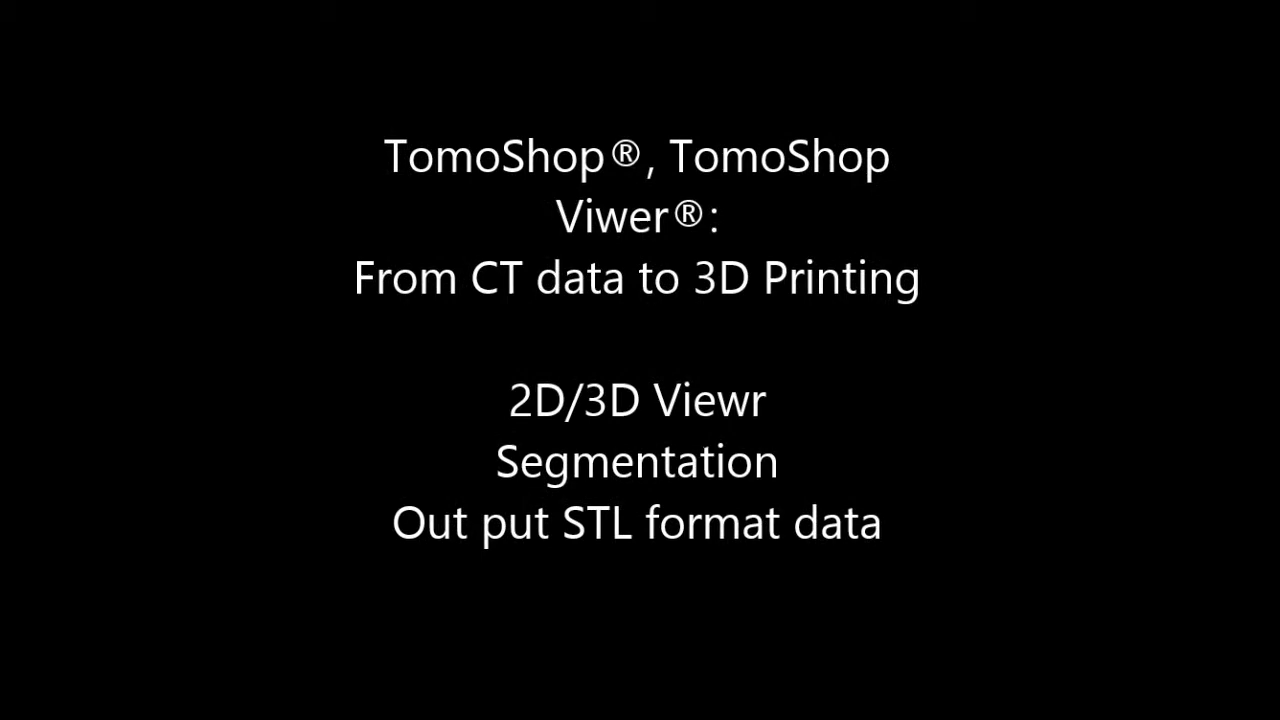 TomoShop®, TomoShop
Viwer®:
From CT data to 3D Printing
2D/3D Viewr
Segmentation
Out put STL format data